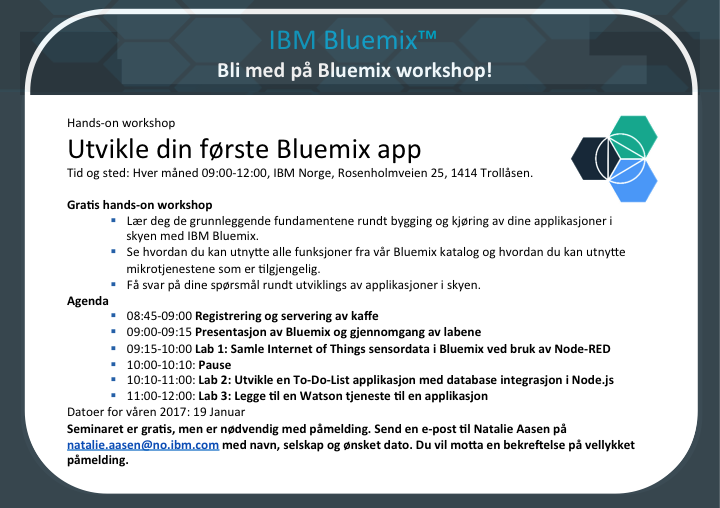 IBM Bluemix™
Bli med på Bluemix workshop!
Hands-on workshop
Utvikle din første Bluemix app
Tid og sted: Hver måned 09:00-12:00, IBM Norge, Rosenholmveien 25, 1414 Trollåsen.
Gratis hands-on workshop
▪ Lær deg de grunnleggende fundamentene rundt bygging og kjøring av dine applikasjoner i
skyen med IBM Bluemix.
▪ Se hvordan du kan utnytte alle funksjoner fra vår Bluemix katalog og hvordan du kan utnytte
mikrotjenestene som er tilgjengelig.
▪ Få svar på dine spørsmål rundt utviklings av applikasjoner i skyen.
Agenda
▪ 08:45-09:00 Registrering og servering av kaffe
▪ 09:00-09:15 Presentasjon av Bluemix og gjennomgang av labene
▪ 09:15-10:00 Lab 1: Samle Internet of Things sensordata i Bluemix ved bruk av Node-RED
▪ 10:00-10:10: Pause
▪ 10:10-11:00: Lab 2: Utvikle en To-Do-List applikasjon med database integrasjon i Node.js
▪ 11:00-12:00: Lab 3: Legge til en Watson tjeneste til en applikasjon
Datoer for våren 2017: 19 Januar
Seminaret er gratis, men er nødvendig med påmelding. Send en e-post til Natalie Aasen på
natalie.aasen@no.ibm.com med navn, selskap og ønsket dato. Du vil motta en bekreftelse på vellykket
påmelding.